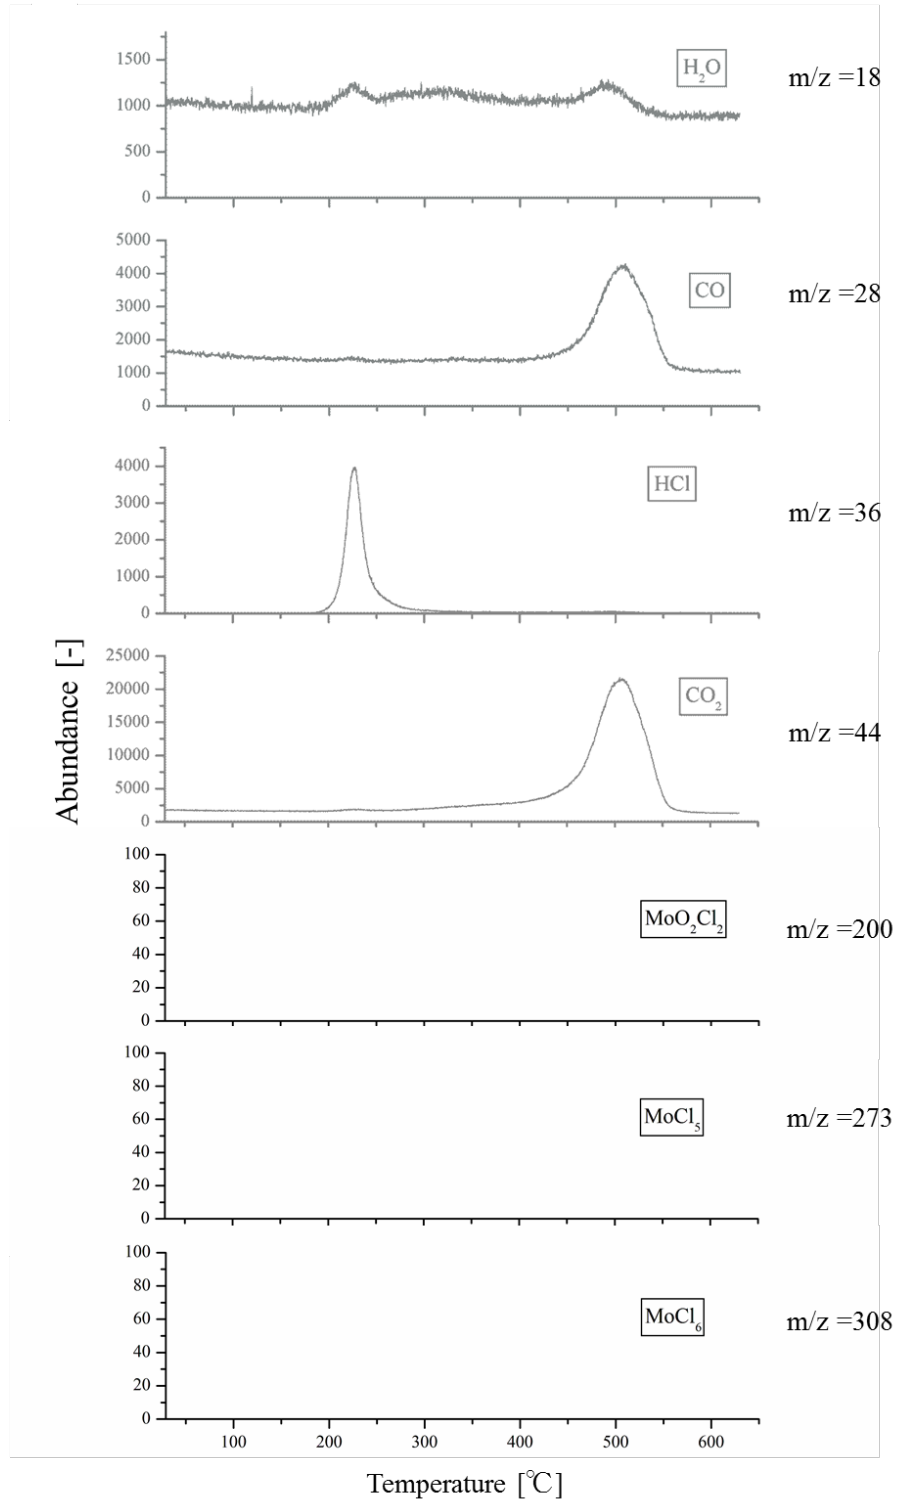 1500
1000
500
0
H₂O
m/z =18
5000
4000
3000
2000
1000
0
CO
m/z =28
4000
3000
2000
1000
0
HCl
m/z =36
25000
20000
15000
10000
5000
0
CO₂
m/z =44
Abundance [-]
100
80
60
40
20
0
MoO₂Cl₂
m/z =200
100
80
60
40
20
0
MoCl₅
m/z =273
100
80
60
40
20
0
MoCl₆
m/z =308
100 200 300 400 500 600
Temperature [℃]